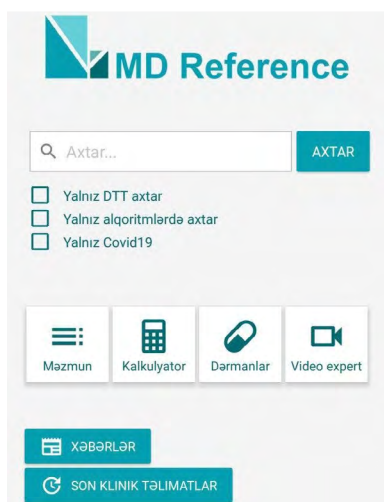 MD Reference
Axtar...
AXTAR
Yalnız DTT axtar
Yalnız alqoritmlərdə axtar
Yalnız Covid19
Məzmun
Kalkulyator
Dərmanlar
Video expert
XƏBƏRLƏR
SON KLINIK TƏLIMATLAR